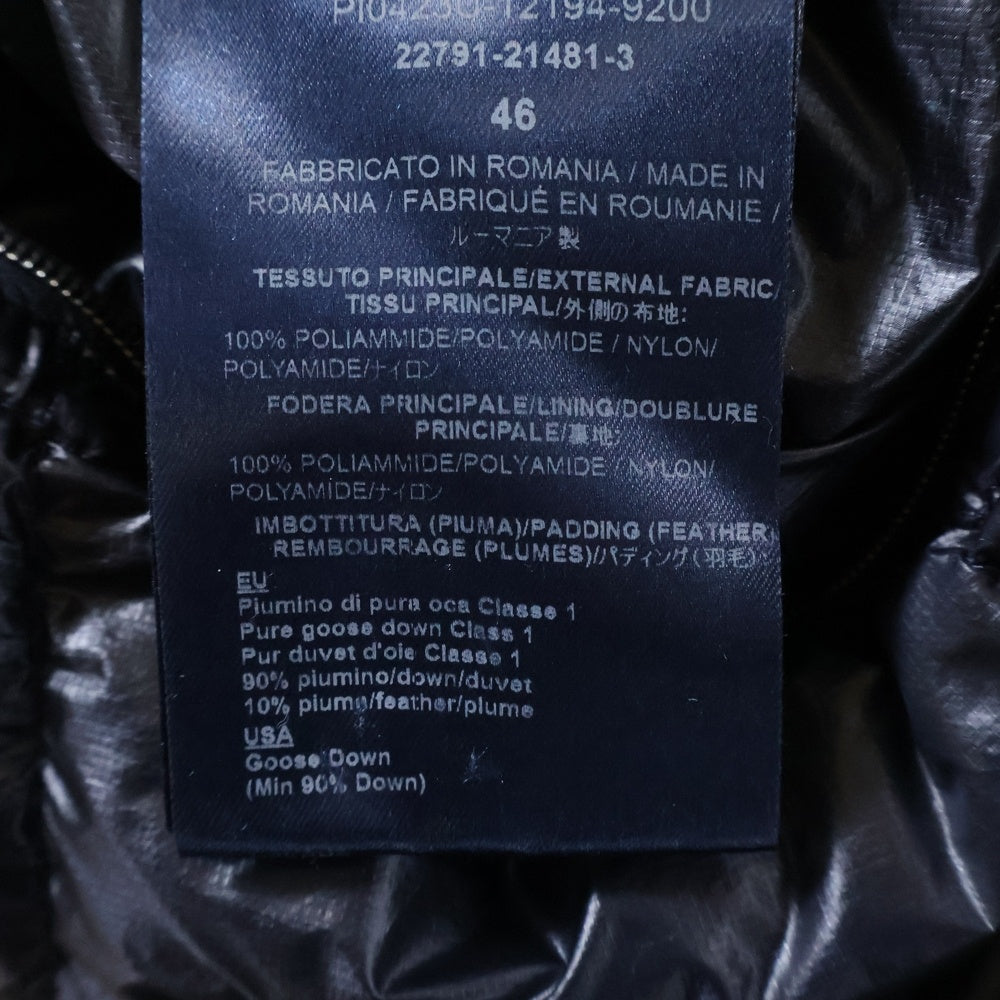 PI0423U-12194-9200
22791-21481-3
46
FABBRICATO IN ROMANIA / MADE IN
ROMANIA / FABRIQUÉ EN ROUMANIE /
ルーマニア製
TESSUTO PRINCIPALE/EXTERNAL FABRIC/
TISSU PRINCIPAL/外側の布地:
100% POLIAMMIDE/POLYAMIDE / NYLON/
POLYAMIDE/ナイロン
FODERA PRINCIPALE/LINING/DOUBLURE
PRINCIPALE/裏地:
100% POLIAMMIDE/POLYAMIDE / NYLON/
POLYAMIDE/ナイロン
IMBOTTITURA (PIUMA)/PADDING (FEATHER)
REMBOURRAGE (PLUMES)/パディング(羽毛)
EU
Piumino di pura oca Classe 1
Pure goose down Class 1
Pur duvet d'oie Classe 1
90% piumino/down/duvet
10% piuma/feather/plume
USA
Goose Down
(Min 90% Down)